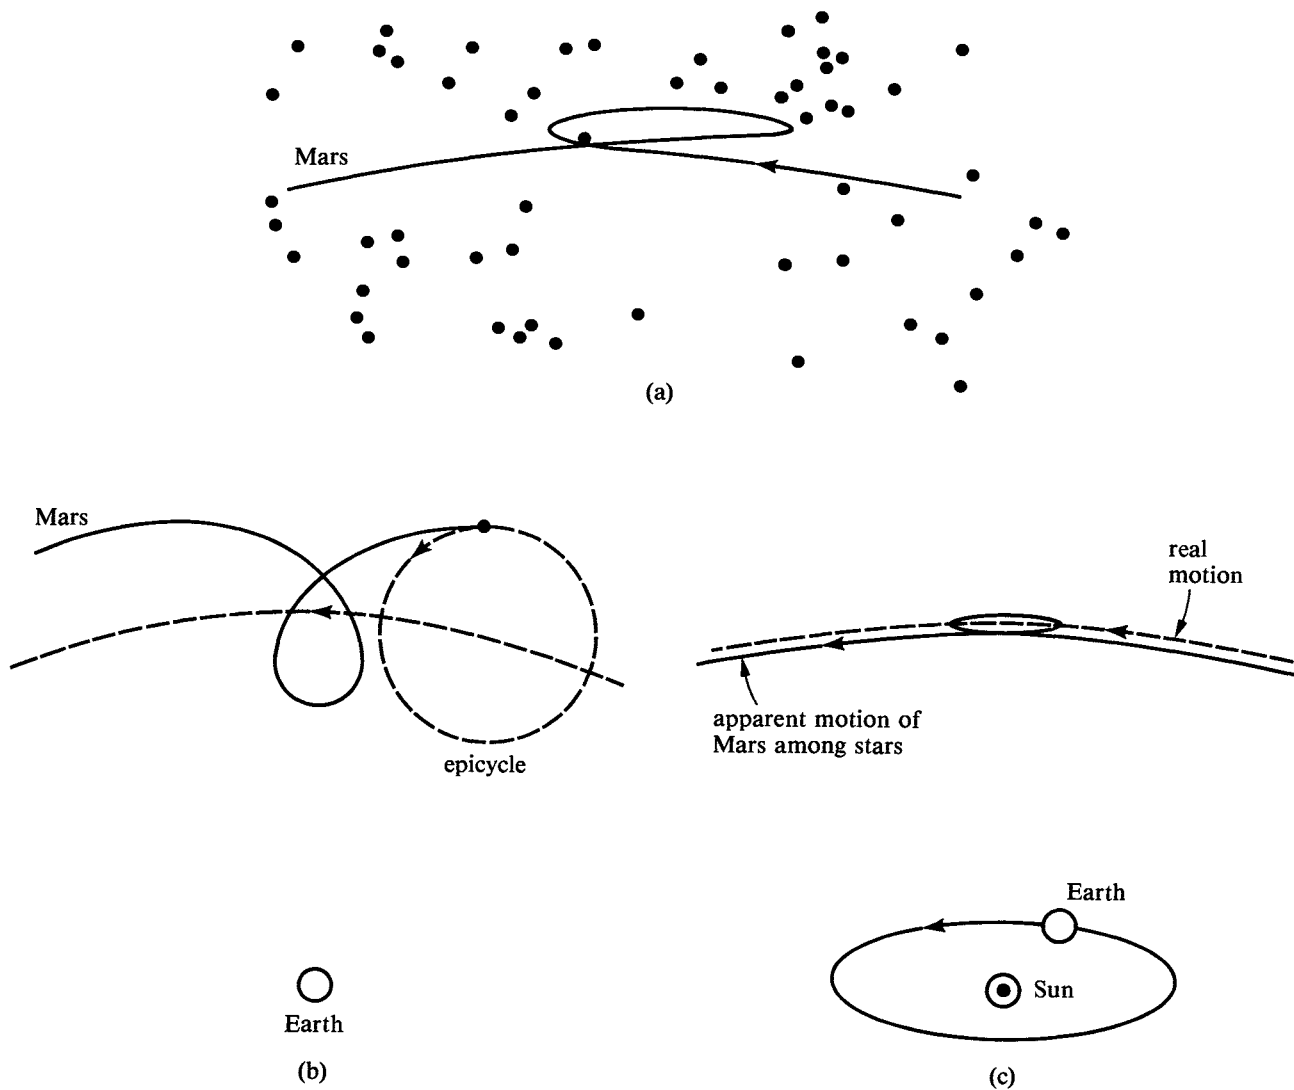 Mars
(a)
Mars
epicycle
Earth
(b)
real
motion
apparent motion of
Mars among stars
Earth
Sun
(c)